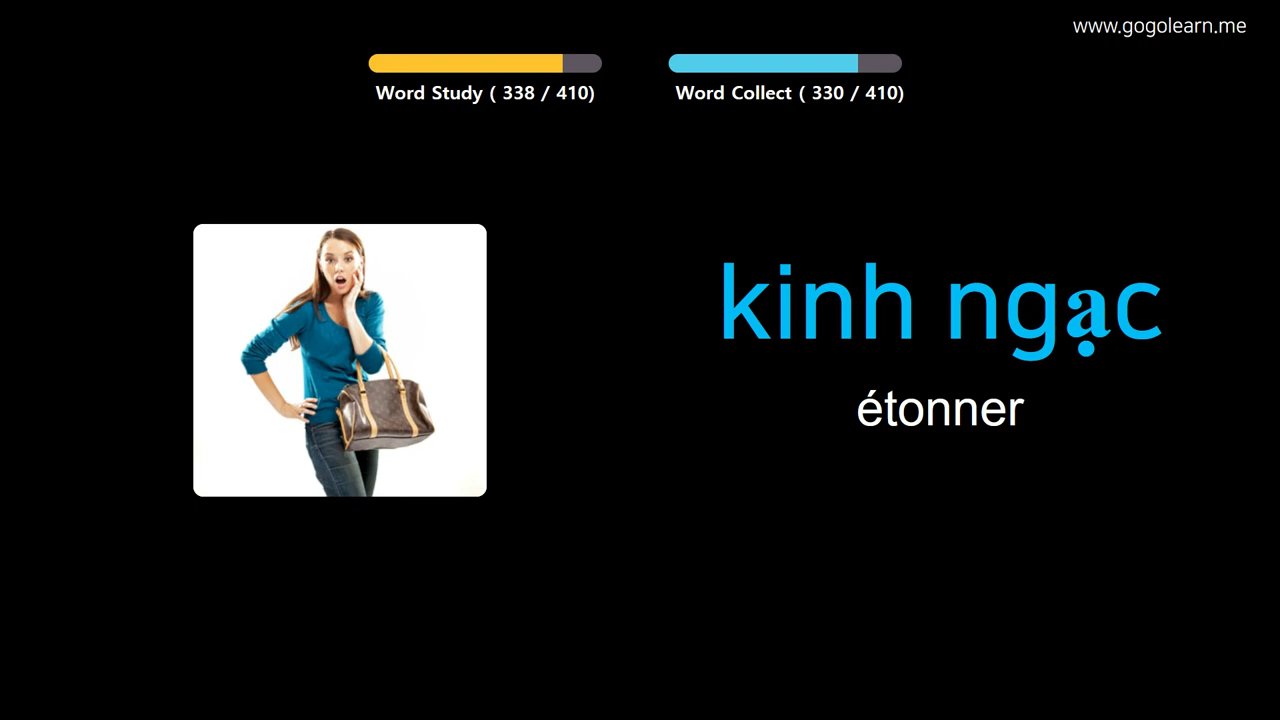 www.gogolearn.me
Word Study ( 338 / 410)
Word Collect ( 330 / 410)
kinh ngạc
étonner